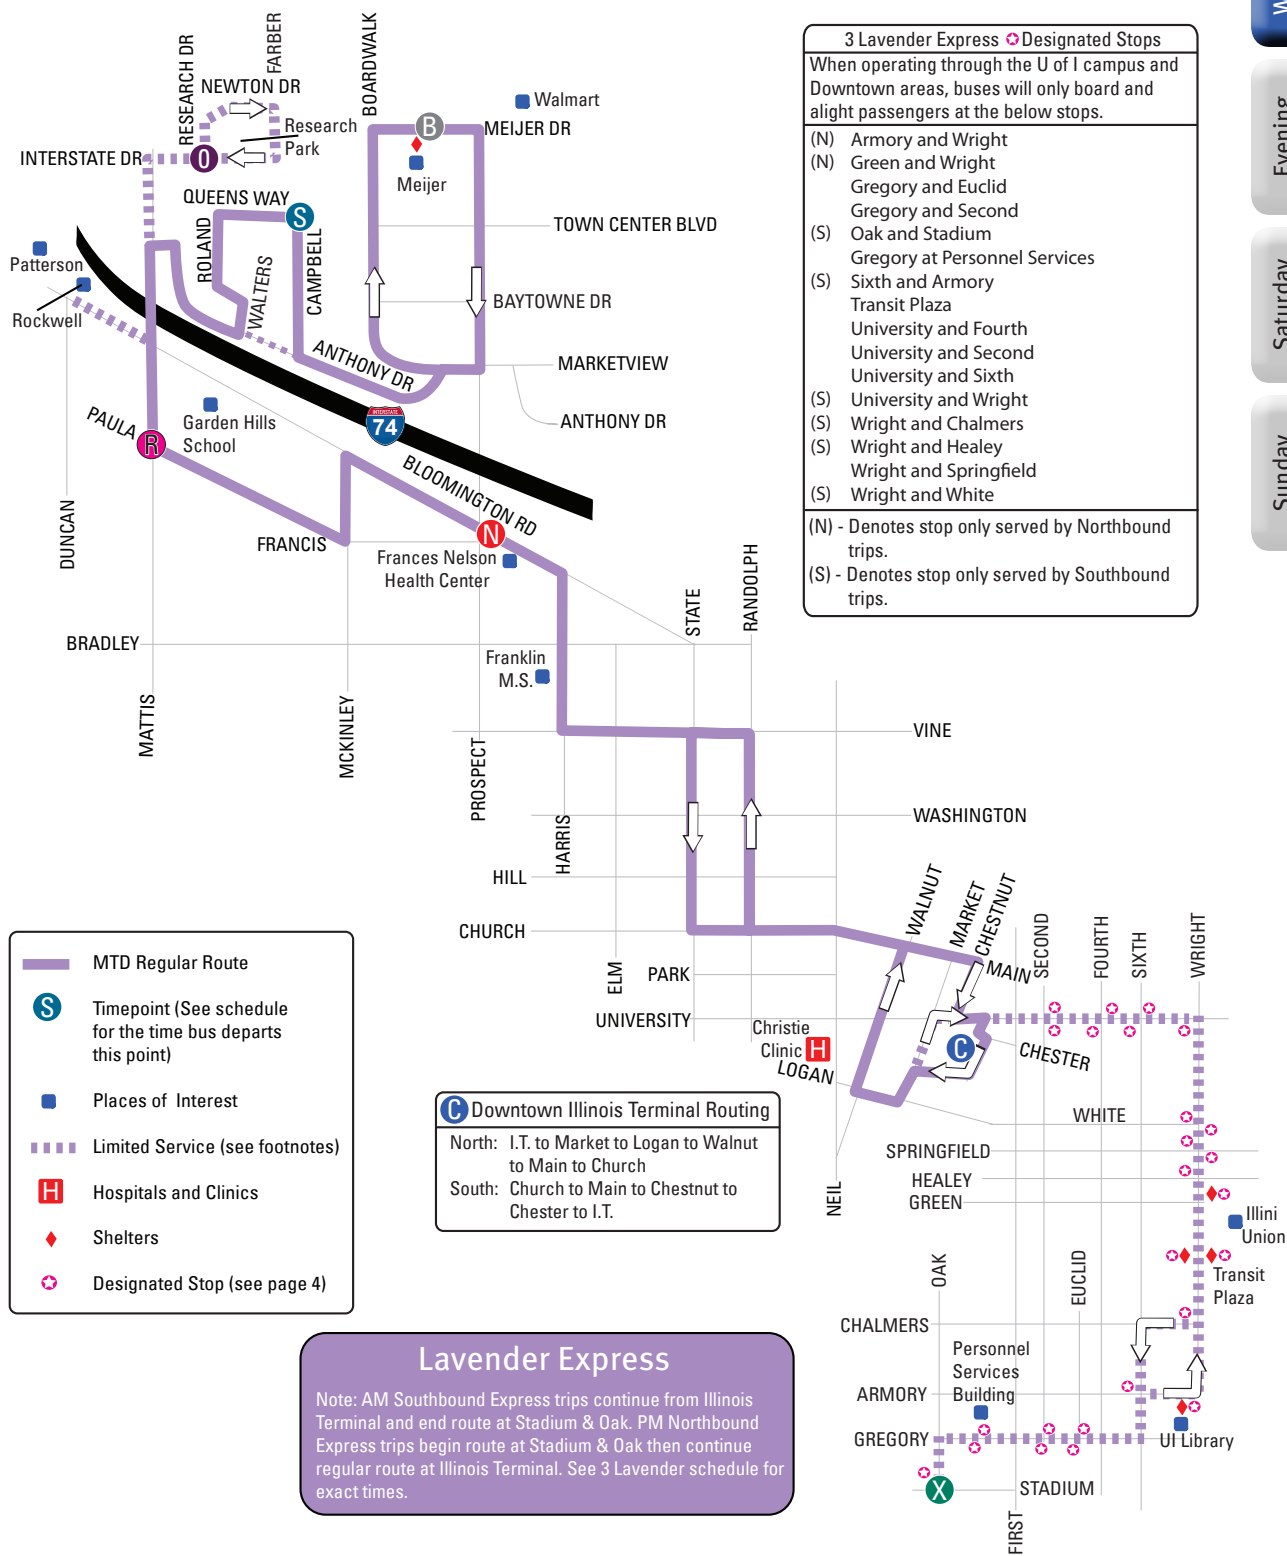 W
Evening
Saturday
Sunday
3 Lavender Express Designated Stops
When operating through the U of I campus and
Downtown areas, buses will only board and
alight passengers at the below stops.
(N) Armory and Wright
(N) Green and Wright
Gregory and Euclid
Gregory and Second
(S) Oak and Stadium
Gregory at Personnel Services
(S) Sixth and Armory
Transit Plaza
University and Fourth
University and Second
University and Sixth
(S) University and Wright
(S) Wright and Chalmers
(S) Wright and Healey
Wright and Springfield
(S) Wright and White
(N) - Denotes stop only served by Northbound
trips.
(S) - Denotes stop only served by Southbound
trips.
RESEARCH DR
FARBER
BOARDWALK
NEWTON DR
Walmart
Research
Park
B
MEIJER DR
INTERSTATE DR
O
Meijer
QUEENS WAY
S
TOWN CENTER BLVD
ROLAND
WALTERS
CAMPBELL
Patterson
Rockwell
BAYTOWNE DR
ANTHONY DR
MARKETVIEW
INTERSTATE
74
ANTHONY DR
PAULA
R
Garden Hills
School
BLOOMINGTON RD
DUNCAN
FRANCIS
N
Frances Nelson
Health Center
STATE
RANDOLPH
BRADLEY
Franklin
M.S.
MATTIS
MCKINLEY
PROSPECT
HARRIS
VINE
WASHINGTON
HILL
CHURCH
WALNUT
MARKET
CHESTNUT
MAIN
SECOND
FOURTH
SIXTH
WRIGHT
ELM
PARK
UNIVERSITY
Christie
Clinic H
LOGAN
C
CHESTER
WHITE
SPRINGFIELD
HEALEY
GREEN
NEIL
Illini
Union
Transit
Plaza
OAK
EUCLID
CHALMERS
Personnel
Services
Building
ARMORY
GREGORY
UI Library
X
STADIUM
FIRST
MTD Regular Route
S Timepoint (See schedule
for the time bus departs
this point)
Places of Interest
Limited Service (see footnotes)
H Hospitals and Clinics
Shelters
Designated Stop (see page 4)
C Downtown Illinois Terminal Routing
North: I.T. to Market to Logan to Walnut
to Main to Church
South: Church to Main to Chestnut to
Chester to I.T.
Lavender Express
Note: AM Southbound Express trips continue from Illinois
Terminal and end route at Stadium & Oak. PM Northbound
Express trips begin route at Stadium & Oak then continue
regular route at Illinois Terminal. See 3 Lavender schedule for
exact times.